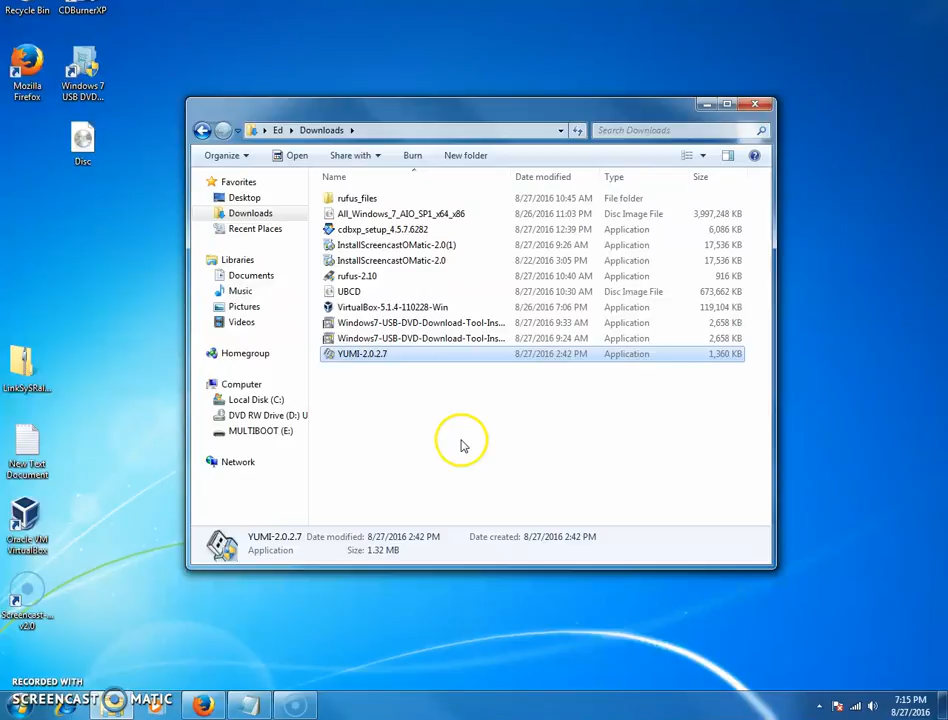 Recycle Bin
CDBurnerXP
Mozilla
Firefox
Windows 7
USB DVD...
Disc
LinkSySRal...
New Text
Document
Oracle VM
VirtualBox
Screencast-...
v2.0
Ed
Downloads
Search Downloads
Organize
Open
Share with
Burn
New folder
Favorites
Desktop
Downloads
Recent Places
Libraries
Documents
Music
Pictures
Videos
Homegroup
Computer
Local Disk (C:)
DVD RW Drive (D:) U
MULTIBOOT (E:)
Network
Name Date modified Type Size
rufus_files 8/27/2016 10:45 AM File folder
All_Windows_7_AIO_SP1_x64_x86 8/26/2016 11:03 PM Disc Image File 3,997,248 KB
cdbxp_setup_4.5.7.6282 8/27/2016 12:39 PM Application 6,086 KB
InstallScreencastOMatic-2.0(1) 8/27/2016 9:26 AM Application 17,536 KB
InstallScreencastOMatic-2.0 8/22/2016 3:05 PM Application 17,536 KB
rufus-2.10 8/27/2016 10:40 AM Application 916 KB
UBCD 8/27/2016 10:30 AM Disc Image File 673,662 KB
VirtualBox-5.1.4-110228-Win 8/26/2016 7:06 PM Application 119,104 KB
Windows7-USB-DVD-Download-Tool-Ins... 8/27/2016 9:33 AM Application 2,658 KB
Windows7-USB-DVD-Download-Tool-Ins... 8/27/2016 9:24 AM Application 2,658 KB
YUMI-2.0.2.7 8/27/2016 2:42 PM Application 1,360 KB
YUMI-2.0.2.7 Date modified: 8/27/2016 2:42 PM Date created: 8/27/2016 2:42 PM
Application Size: 1.32 MB
RECORDED WITH
SCREENCAST MATIC
7:15 PM
8/27/2016